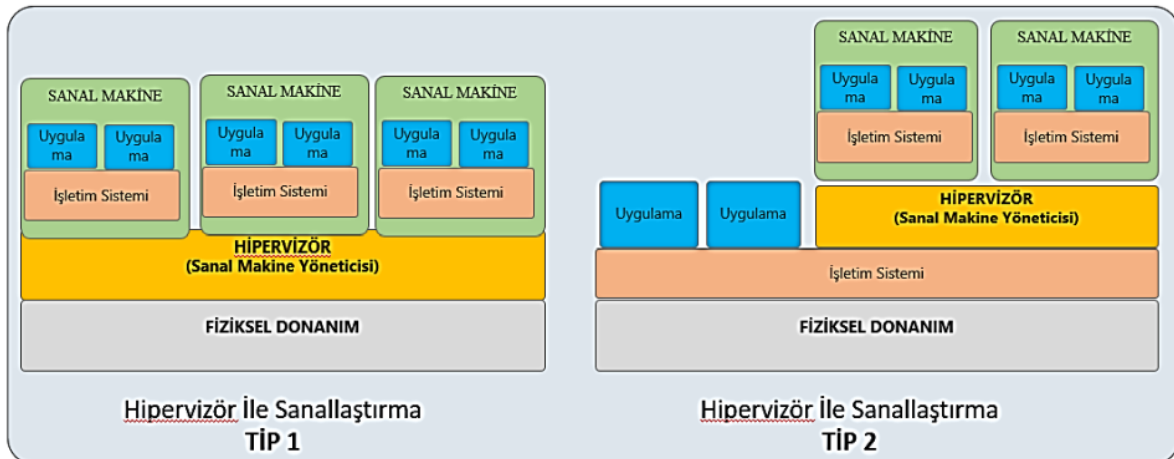 SANAL MAKİNE
Uygula
ma
Uygula
ma
İşletim Sistemi
SANAL MAKİNE
Uygula
ma
Uygula
ma
İşletim Sistemi
SANAL MAKİNE
Uygula
ma
Uygula
ma
İşletim Sistemi
HİPERVİZÖR
(Sanal Makine Yöneticisi)
FİZİKSEL DONANIM
Hipervizör İle Sanallaştırma
TİP 1
SANAL MAKİNE
Uygula
ma
Uygula
ma
İşletim Sistemi
SANAL MAKİNE
Uygula
ma
Uygula
ma
İşletim Sistemi
Uygulama
Uygulama
HİPERVİZÖR
(Sanal Makine Yöneticisi)
İşletim Sistemi
FİZİKSEL DONANIM
Hipervizör İle Sanallaştırma
TİP 2